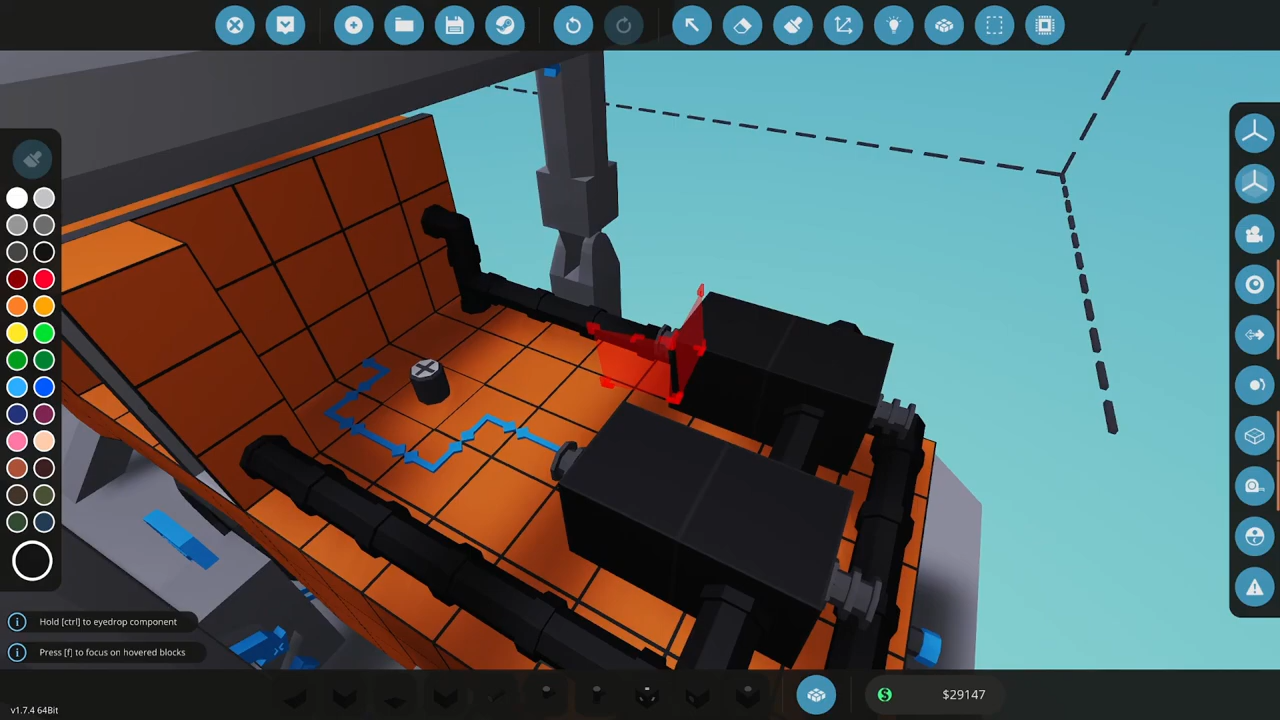 Hold [ctrl] to eyedrop component
Press [f] to focus on hovered blocks
$29147
v1.7.4 64Bit